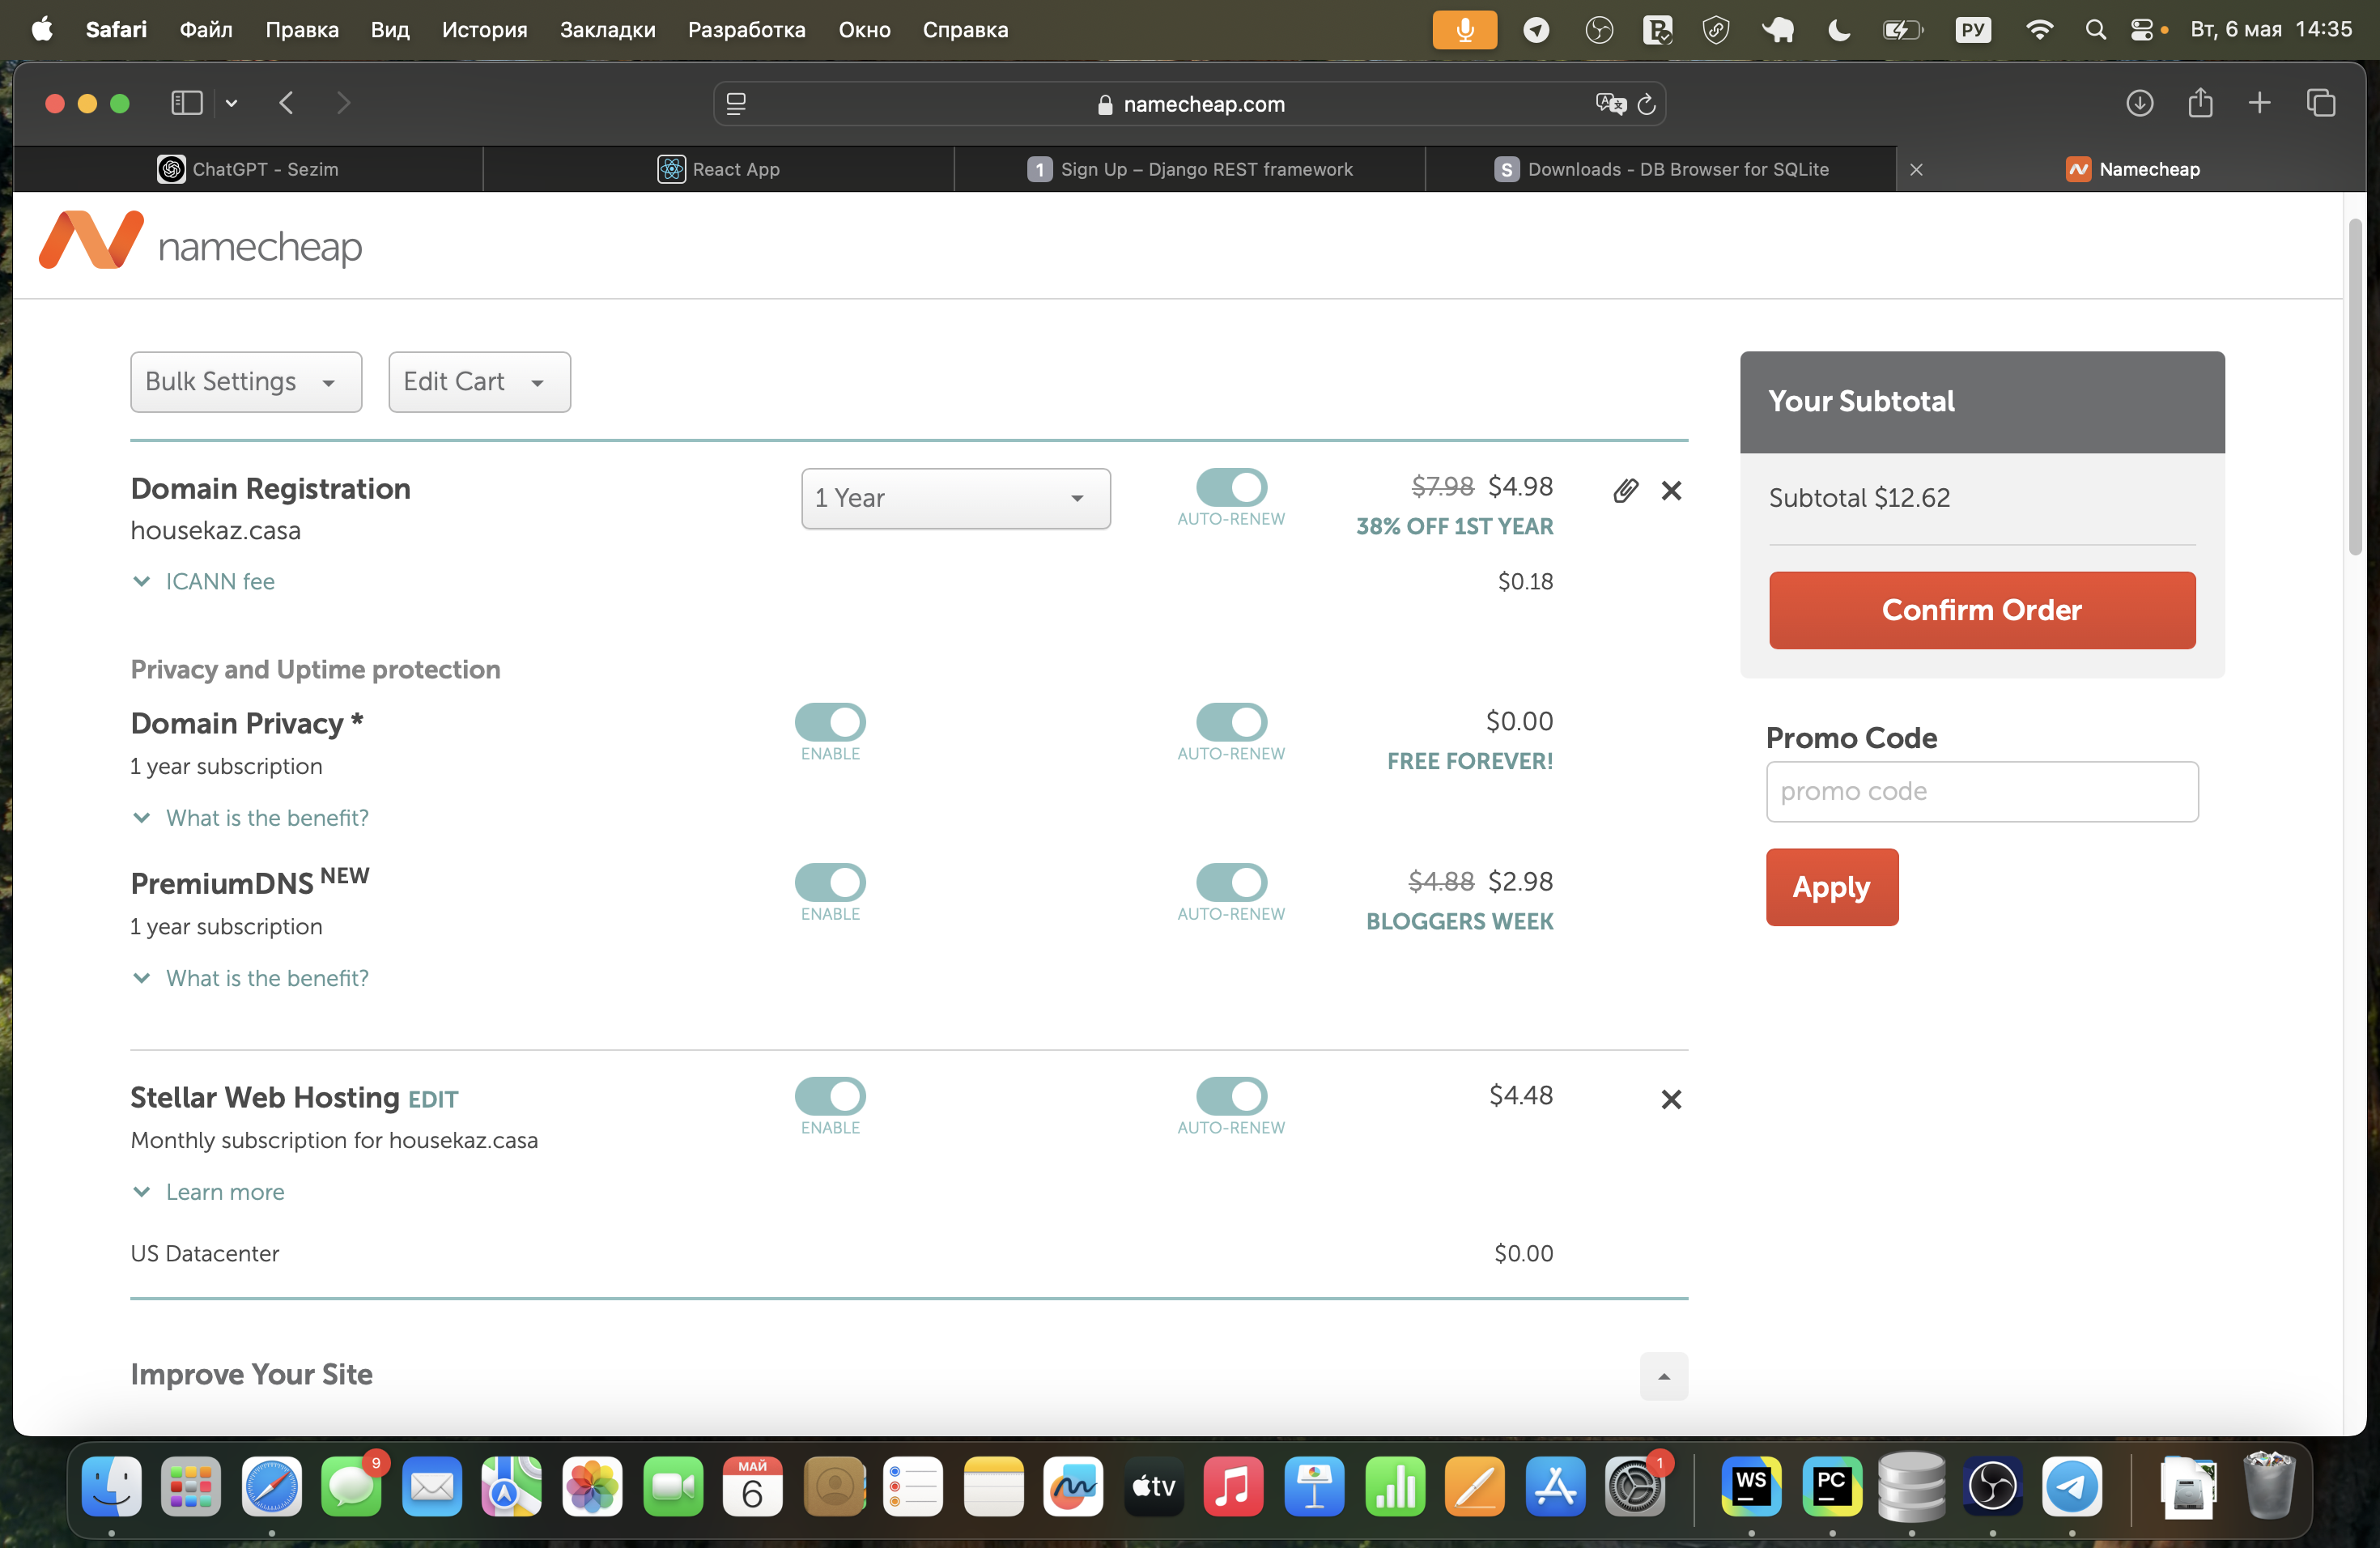 Safari Файл Правка Вид История Закладки Разработка Окно Справка РУ Вт, 6 мая 14:35
namecheap.com
ChatGPT - Sezim
React App
1 Sign Up – Django REST framework
S Downloads - DB Browser for SQLite
Namecheap
namecheap
Bulk Settings
Edit Cart
Domain Registration
housekaz.casa
1 Year
AUTO-RENEW
$7.98 $4.98
38% OFF 1ST YEAR
ICANN fee
$0.18
Privacy and Uptime protection
Domain Privacy *
1 year subscription
ENABLE
AUTO-RENEW
$0.00
FREE FOREVER!
What is the benefit?
PremiumDNS NEW
1 year subscription
ENABLE
AUTO-RENEW
$4.88 $2.98
BLOGGERS WEEK
What is the benefit?
Stellar Web Hosting EDIT
Monthly subscription for housekaz.casa
ENABLE
AUTO-RENEW
$4.48
Learn more
US Datacenter
$0.00
Improve Your Site
Your Subtotal
Subtotal $12.62
Confirm Order
Promo Code
promo code
Apply
9
МАЙ
6
tv
1
WS
PC